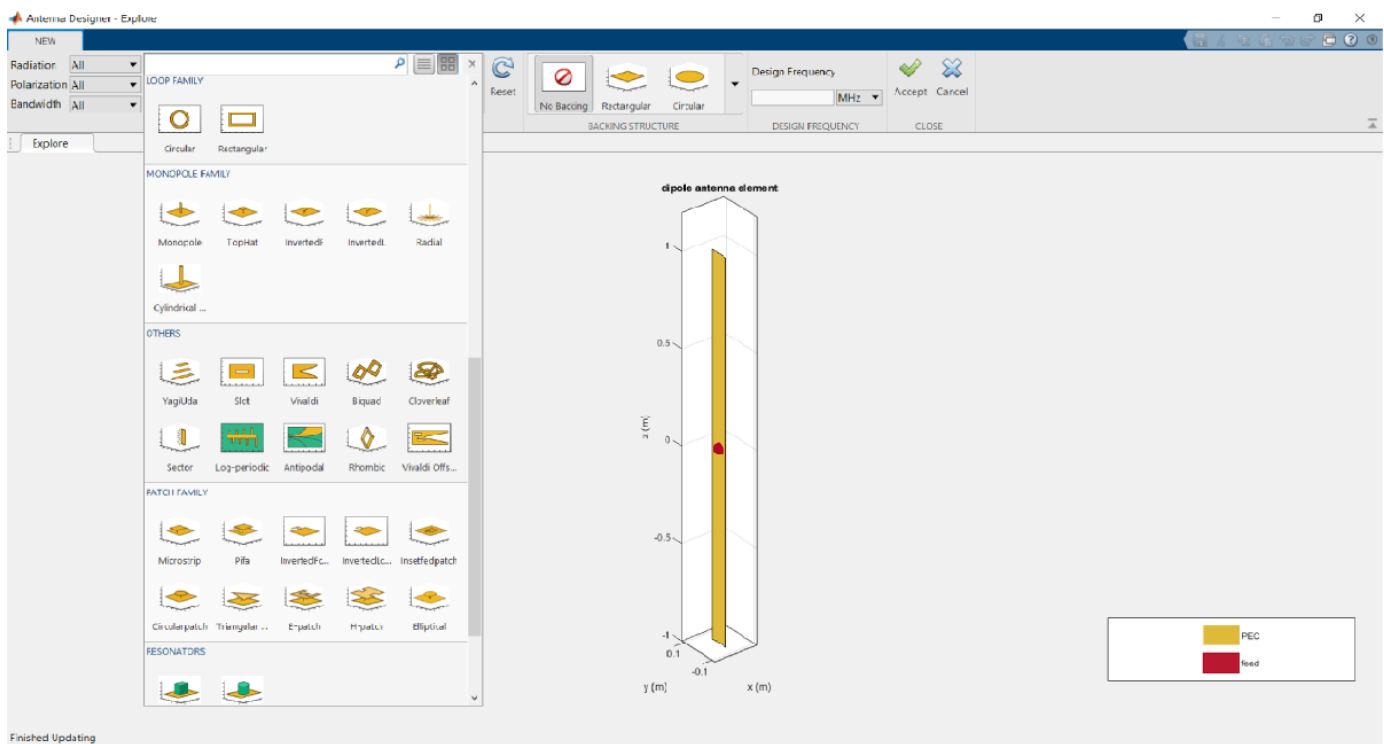 Antenna Designer - Explore
NEW
Radiation All
Polarization All
Bandwidth All
Reset
No Backing Rectangular Circular
BACKING STRUCTURE
Design Frequency
MHz
DESIGN FREQUENCY
Accept Cancel
CLOSE
Explore
LOOP FAMILY
Circular Rectangular
MONOPOLE FAMILY
Monopole TopHat InvertedF InvertedL Radial
Cylindrical ...
OTHERS
YagiUda Slot Vivaldi Biquad Cloverleaf
Sector Log-periodic Antipodal Rhombic Vivaldi Offs...
PATCH FAMILY
Microstrip Pifa InvertedFc... InvertedLc... Insetfedpatch
Circularpatch Triangular ... E-patch H-patch Elliptical
RESONATORS
dipole antenna element
1
0.5
z (m)
0
-0.5
-1
0.1
-0.1
y (m) x (m)
PEC
feed
Finished Updating